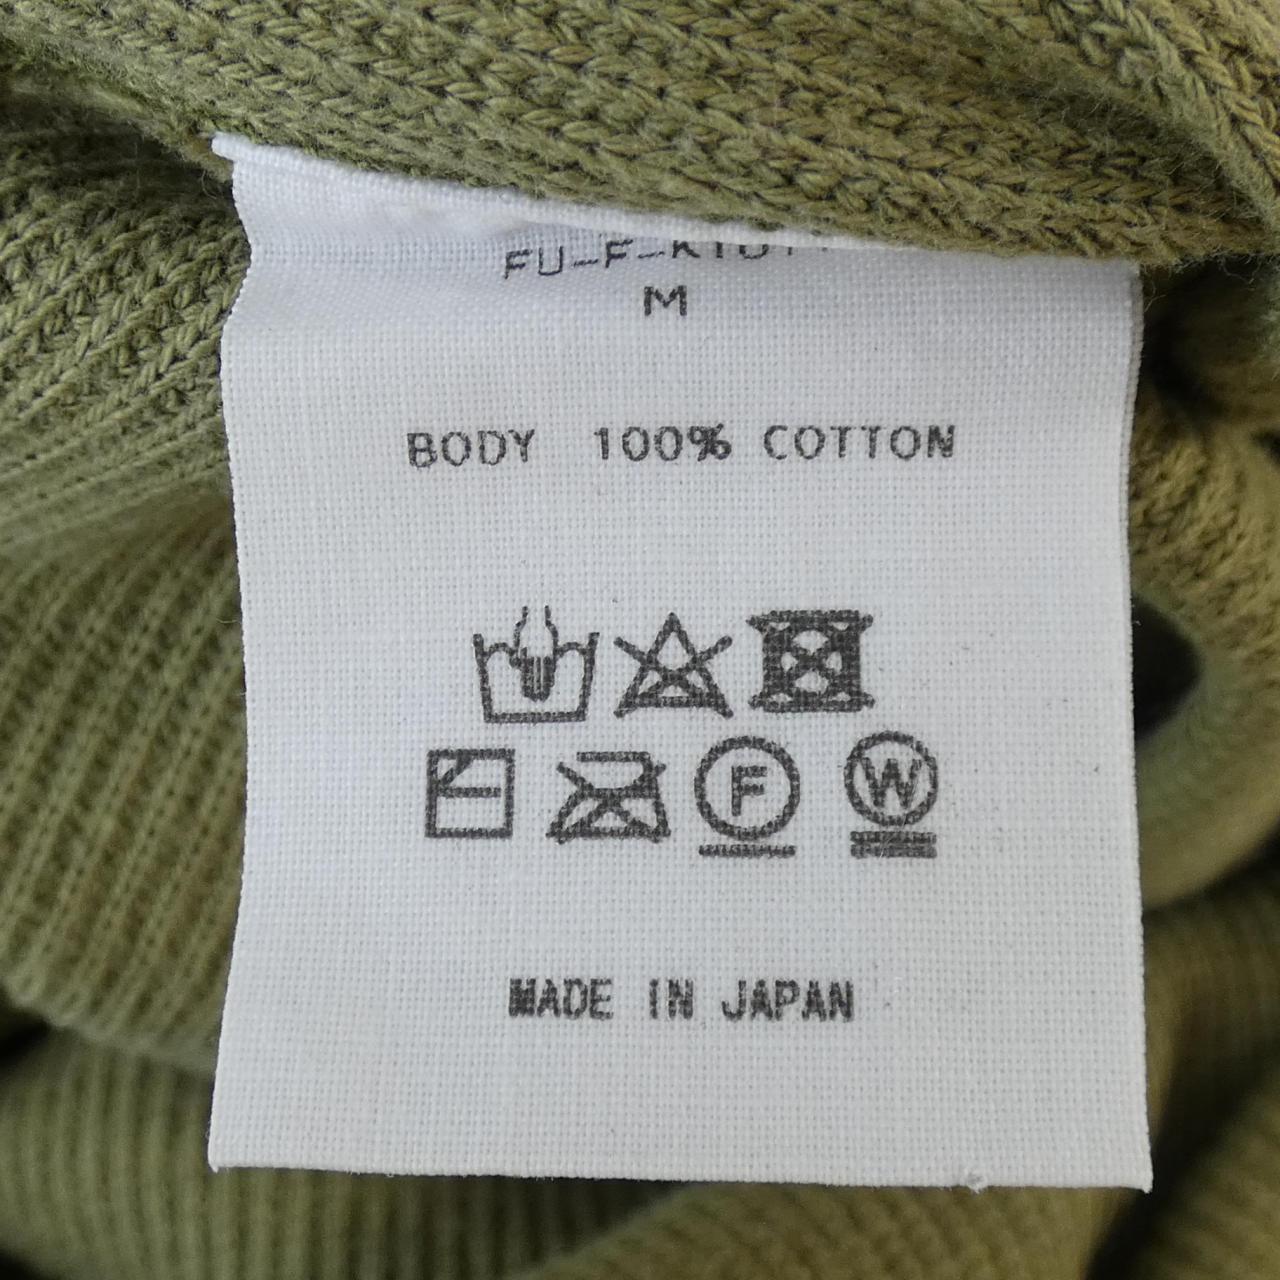 M
BODY 100% COTTON
F W
MADE IN JAPAN